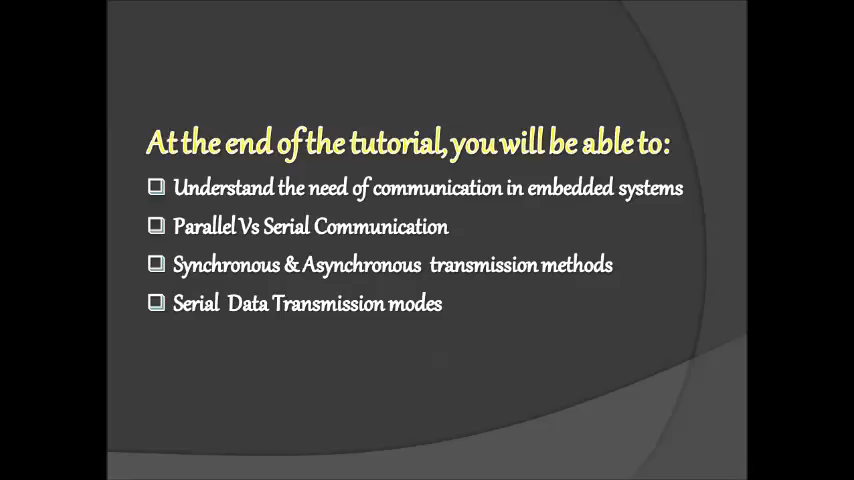 At the end of the tutorial, you will be able to:
Understand the need of communication in embedded systems
Parallel Vs Serial Communication
Synchronous & Asynchronous transmission methods
Serial Data Transmission modes